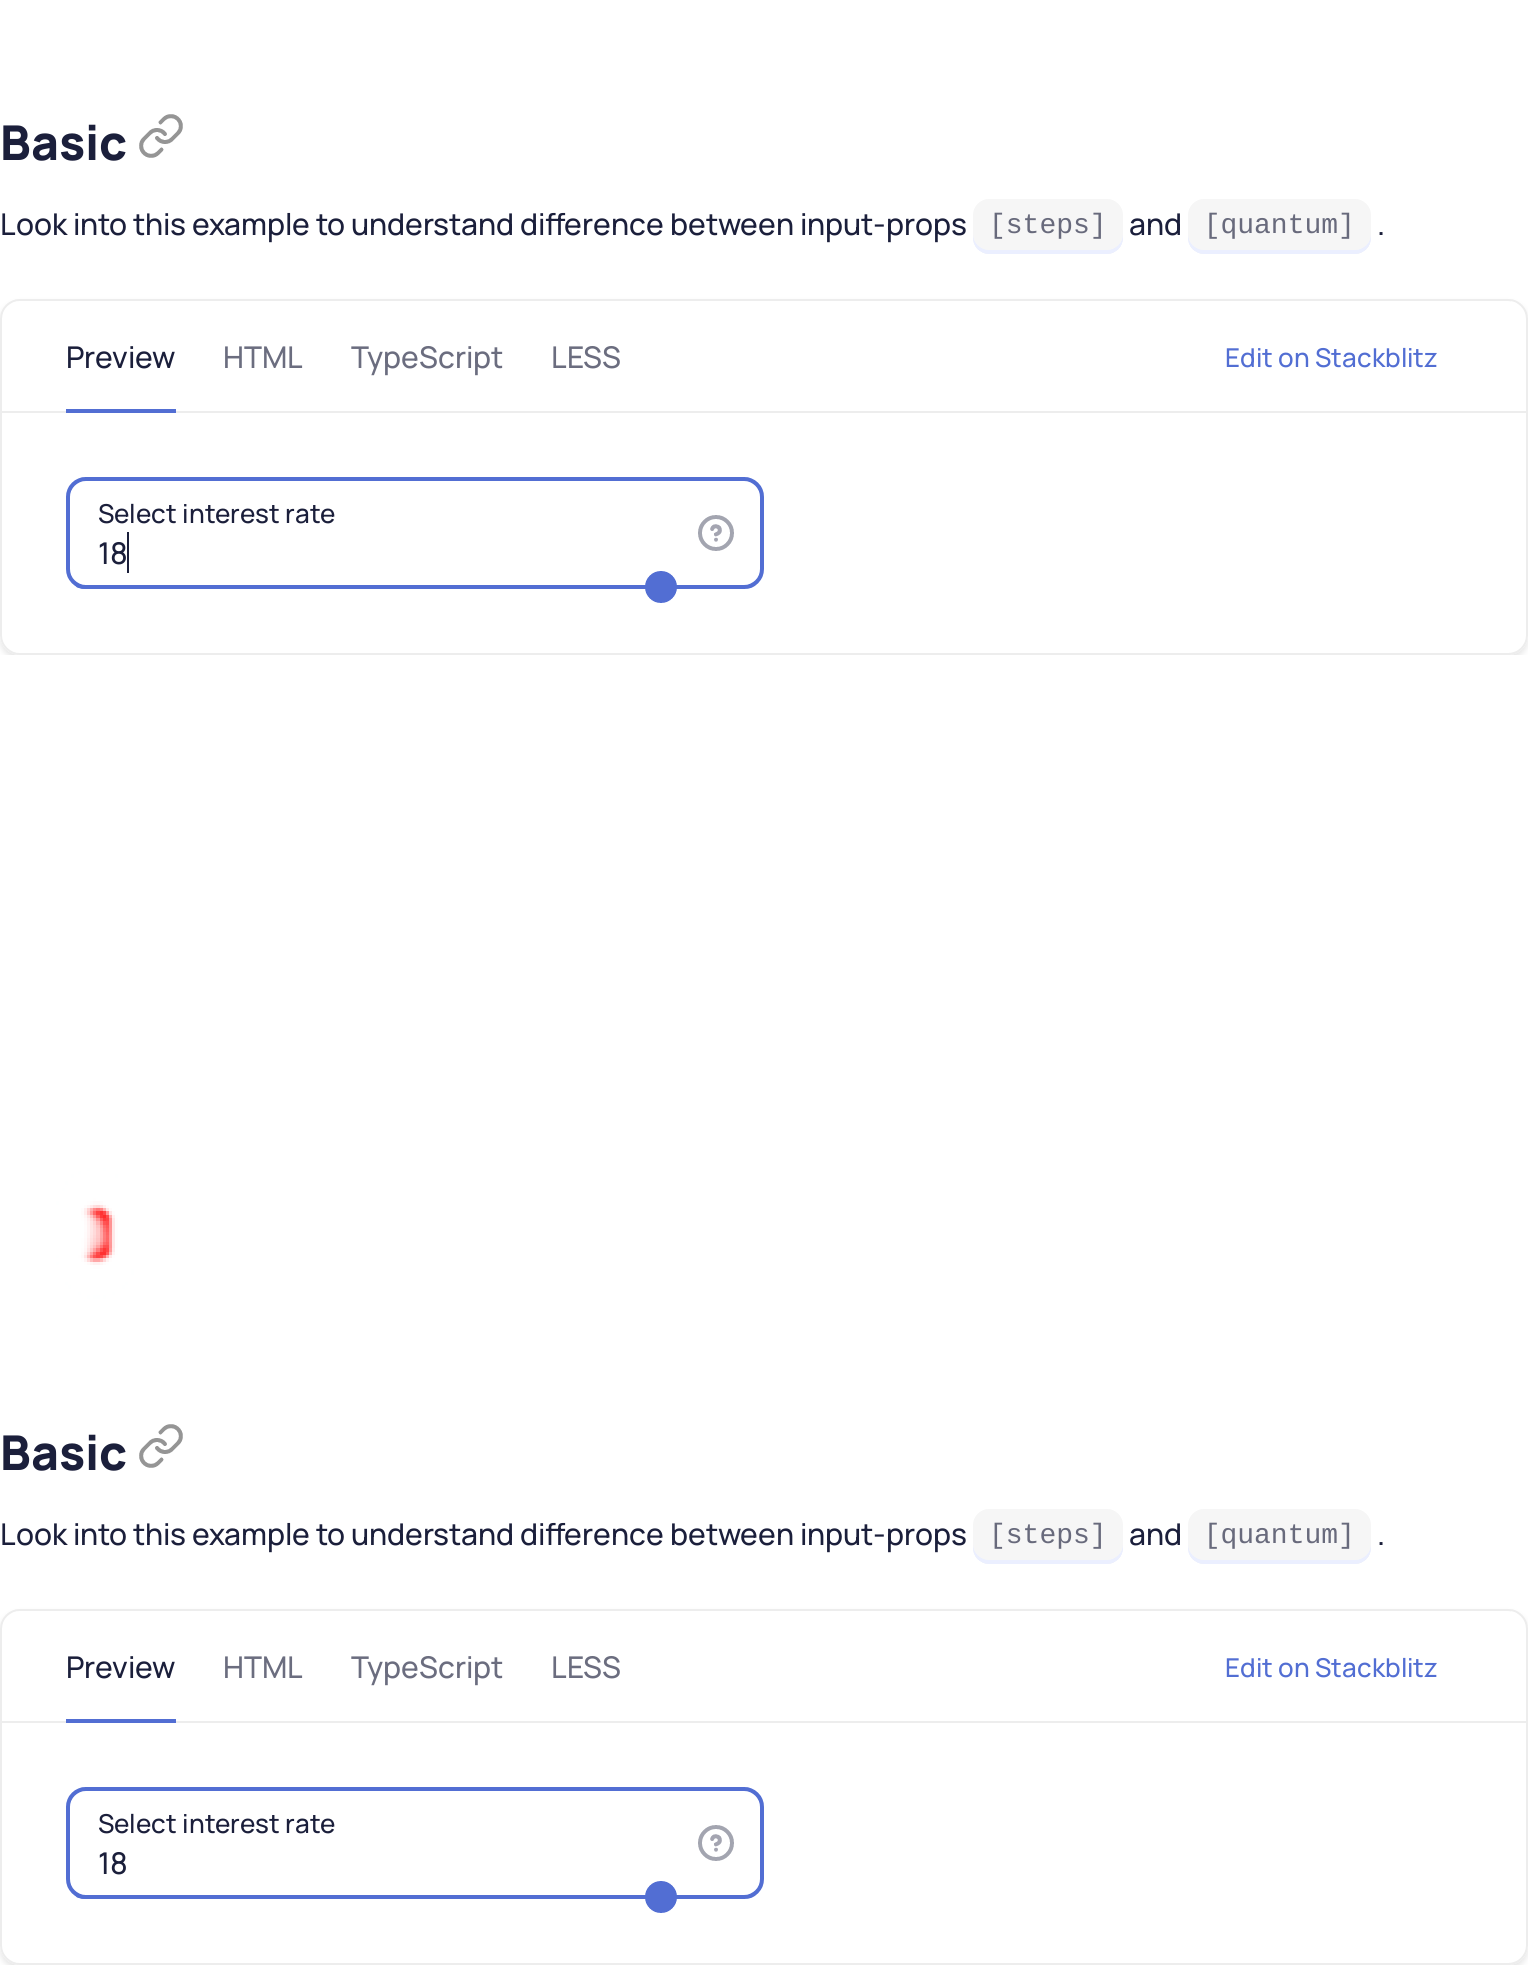 Basic
Look into this example to understand difference between input-props [steps] and [quantum] .
Preview HTML TypeScript LESS Edit on Stackblitz
Select interest rate
18
Basic
Look into this example to understand difference between input-props [steps] and [quantum] .
Preview HTML TypeScript LESS Edit on Stackblitz
Select interest rate
18